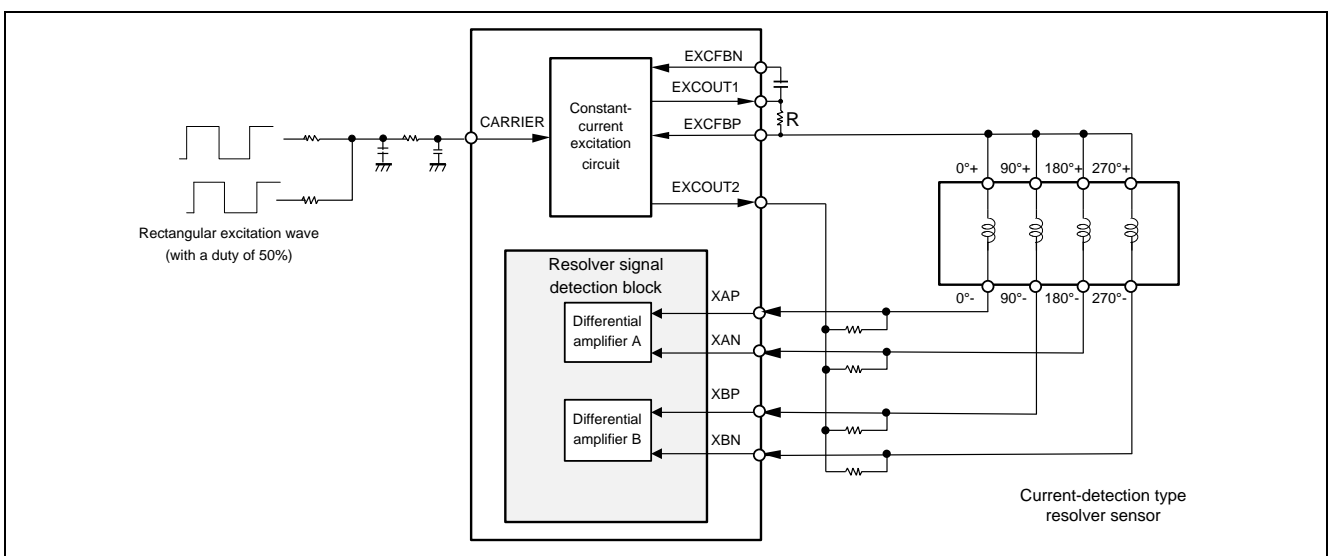 EXCFBN
EXCOUT1
Constant-
current
excitation
circuit
CARRIER
R
EXCFBP
EXCOUT2
0°+ 90°+ 180°+ 270°+
Rectangular excitation wave
(with a duty of 50%)
Resolver signal
detection block
0°- 90°- 180°- 270°-
XAP
Differential
amplifier A
XAN
XBP
Differential
amplifier B
XBN
Current-detection type
resolver sensor